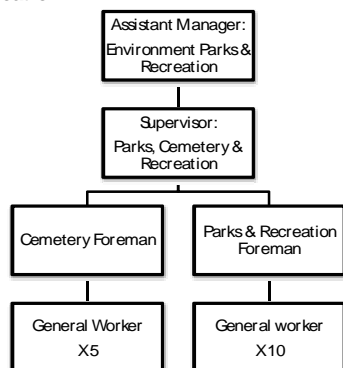 Assistant Manager:
Environment Parks &
Recreation
Supervisor:
Parks, Cemetery &
Recreation
Cemetery Foreman
Parks & Recreation
Foreman
General Worker
X5
General worker
X10